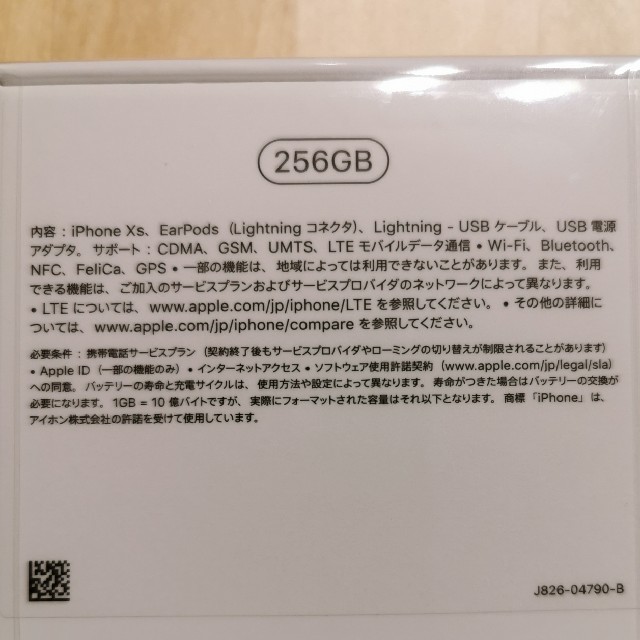 256GB
内容：iPhone Xs、EarPods（Lightning コネクタ）、Lightning - USB ケーブル、USB 電源
アダプタ。サポート：CDMA、GSM、UMTS、LTE モバイルデータ通信 • Wi-Fi、Bluetooth、
NFC、FeliCa、GPS • 一部の機能は、地域によっては利用できないことがあります。また、利用
できる機能は、ご加入のサービスプランおよびサービスプロバイダのネットワークによって異なります。
• LTE については、www.apple.com/jp/iphone/LTE を参照してください。 • その他の詳細に
ついては、www.apple.com/jp/iphone/compare を参照してください。
必要条件：携帯電話サービスプラン（契約終了後もサービスプロバイダやローミングの切り替えが制限されることがあります）
• Apple ID（一部の機能のみ）• インターネットアクセス • ソフトウェア使用許諾契約（www.apple.com/jp/legal/sla）
への同意。バッテリーの寿命と充電サイクルは、使用方法や設定によって異なります。寿命がつきた場合はバッテリーの交換が
必要になります。1GB = 10 億バイトですが、実際にフォーマットされた容量はそれ以下となります。商標「iPhone」は、
アイホン株式会社の許諾を受けて使用しています。
J826-04790-B